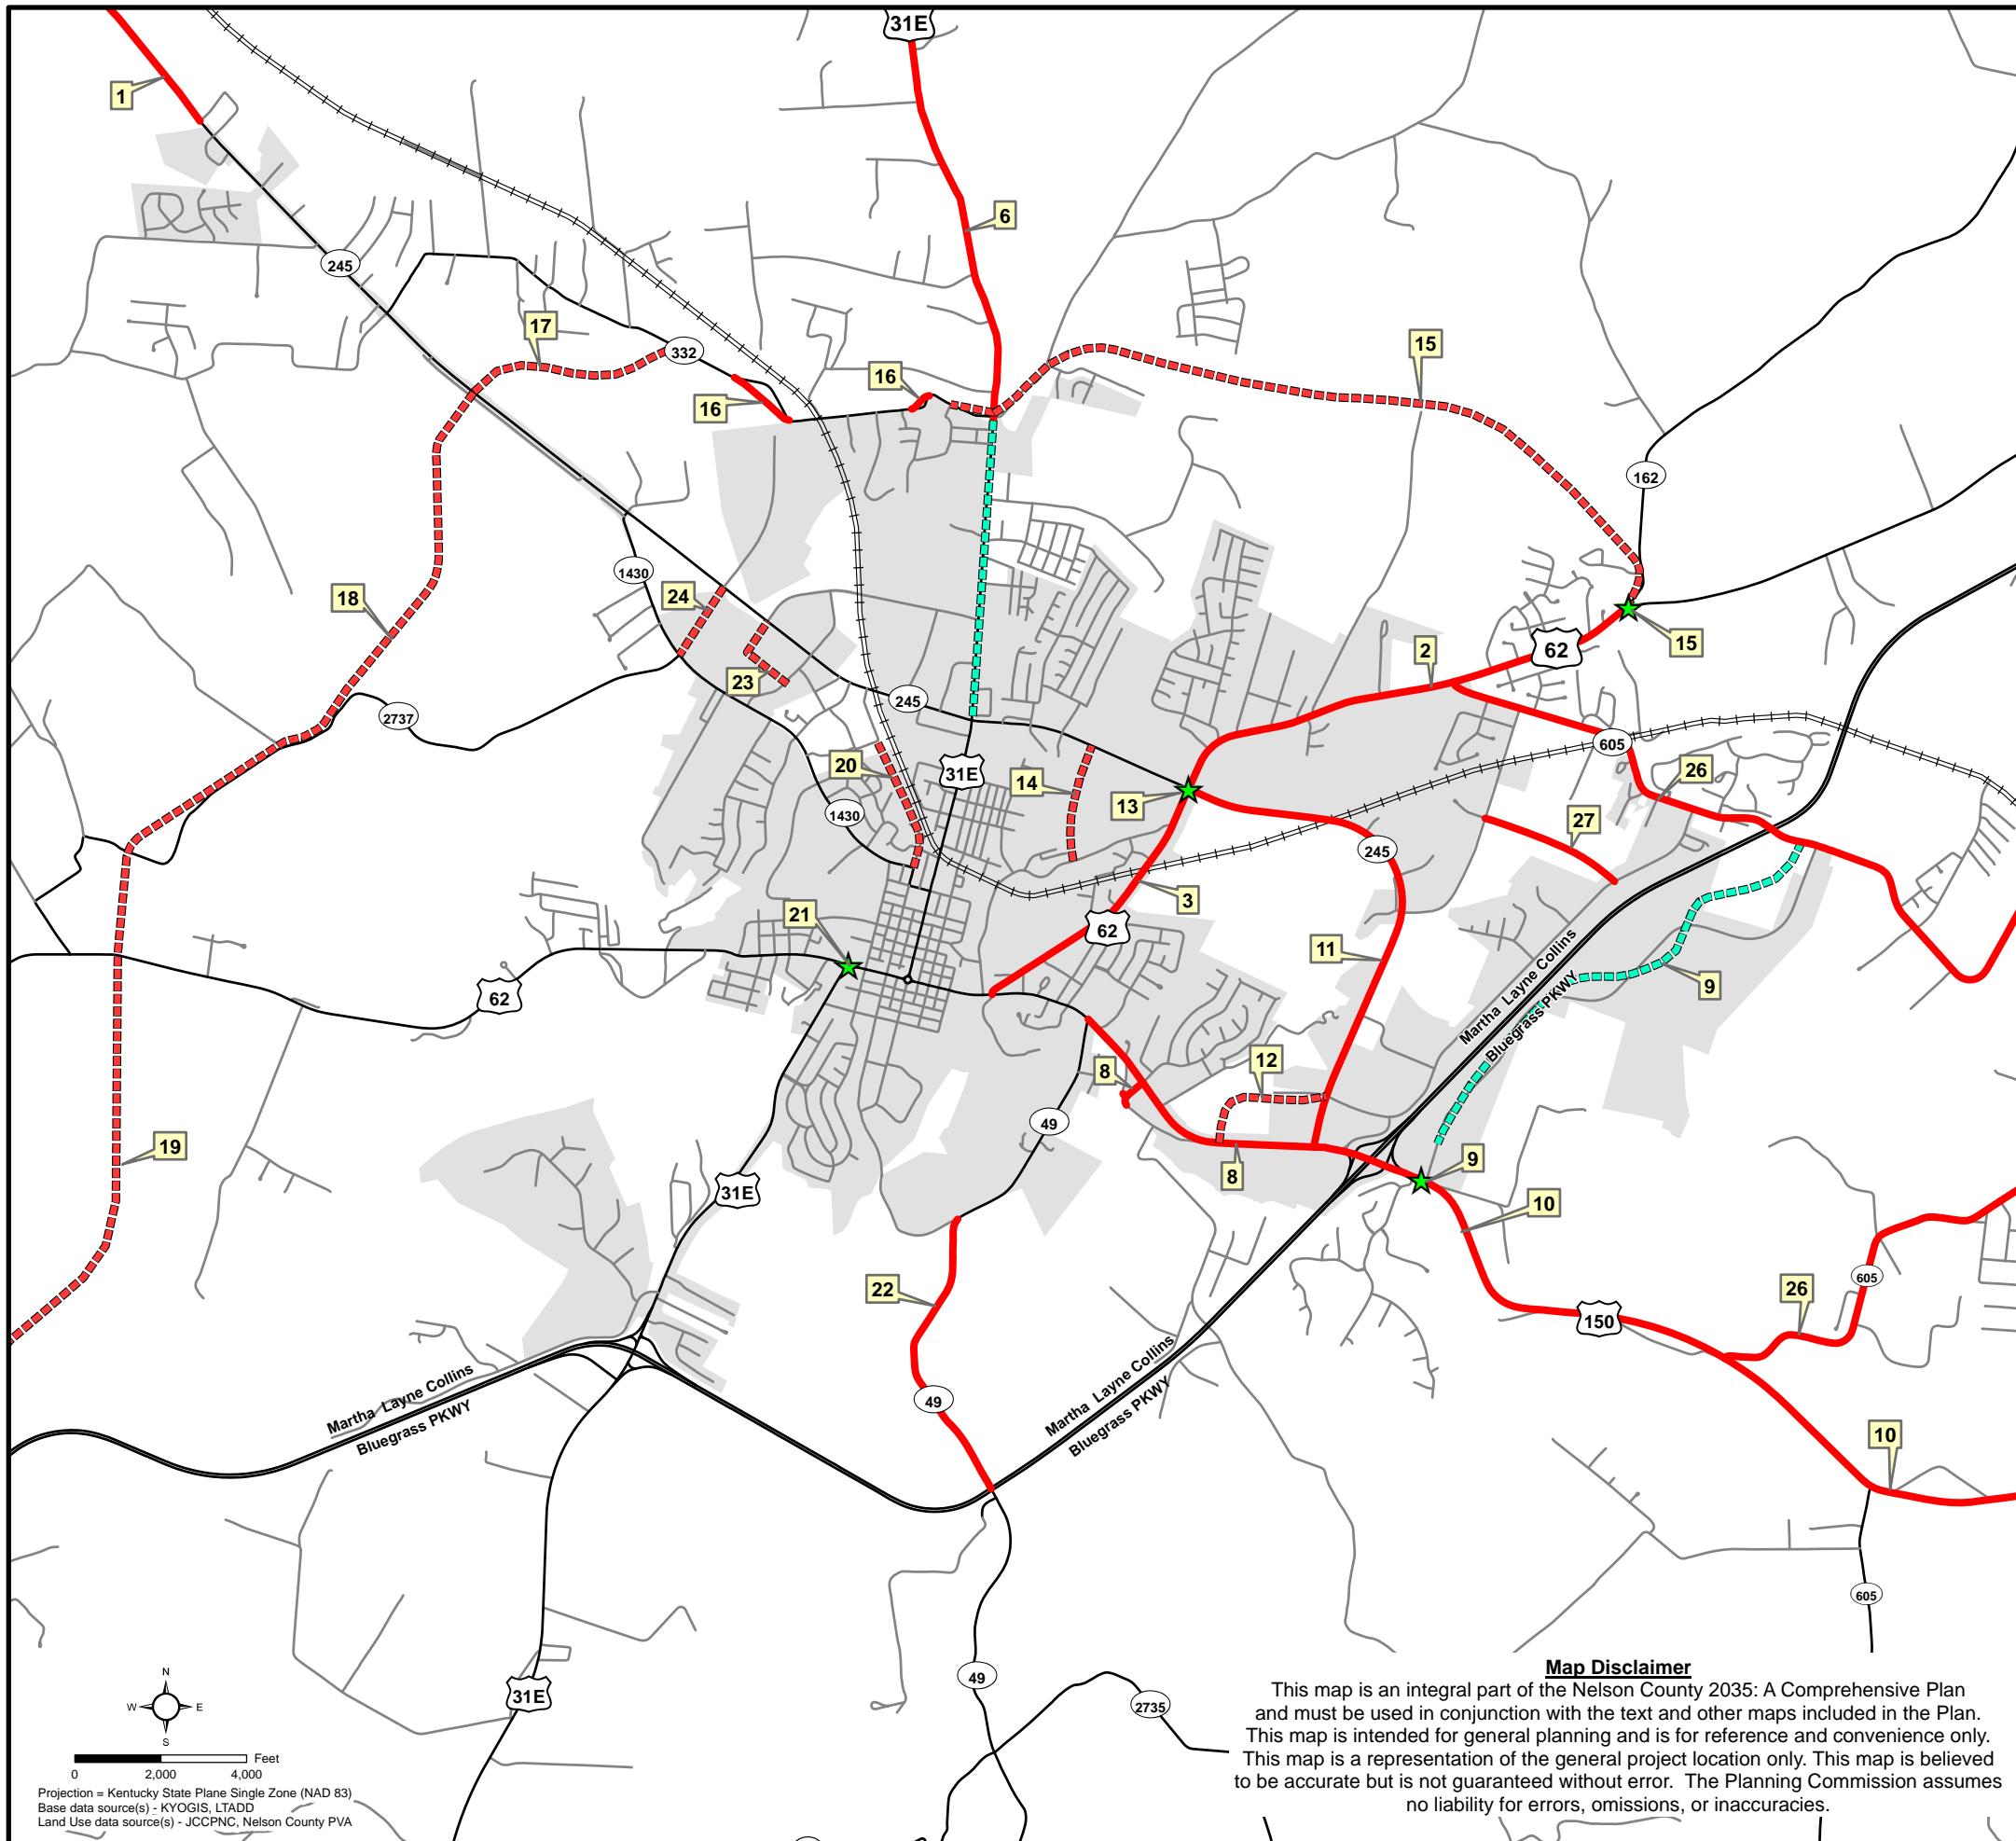 31E
1
6
245
17
332
16
16
15
162
1430
24
18
23
2
62
15
2737
245
605
20
31E
14
13
26
1430
27
245
3
21
62
11
Martha Layne Collins
Bluegrass PKWY
9
62
12
8
49
19
8
9
31E
10
605
22
26
150
Martha Layne Collins
Bluegrass PKWY
49
Martha Layne Collins
Bluegrass PKWY
10
605
49
31E
2735
N
W E
S
Feet
0 2,000 4,000
Projection = Kentucky State Plane Single Zone (NAD 83)
Base data source(s) - KYOGIS, LTADD
Land Use data source(s) - JCCPNC, Nelson County PVA
Map Disclaimer
This map is an integral part of the Nelson County 2035: A Comprehensive Plan
and must be used in conjunction with the text and other maps included in the Plan.
This map is intended for general planning and is for reference and convenience only.
This map is a representation of the general project location only. This map is believed
to be accurate but is not guaranteed without error. The Planning Commission assumes
no liability for errors, omissions, or inaccuracies.